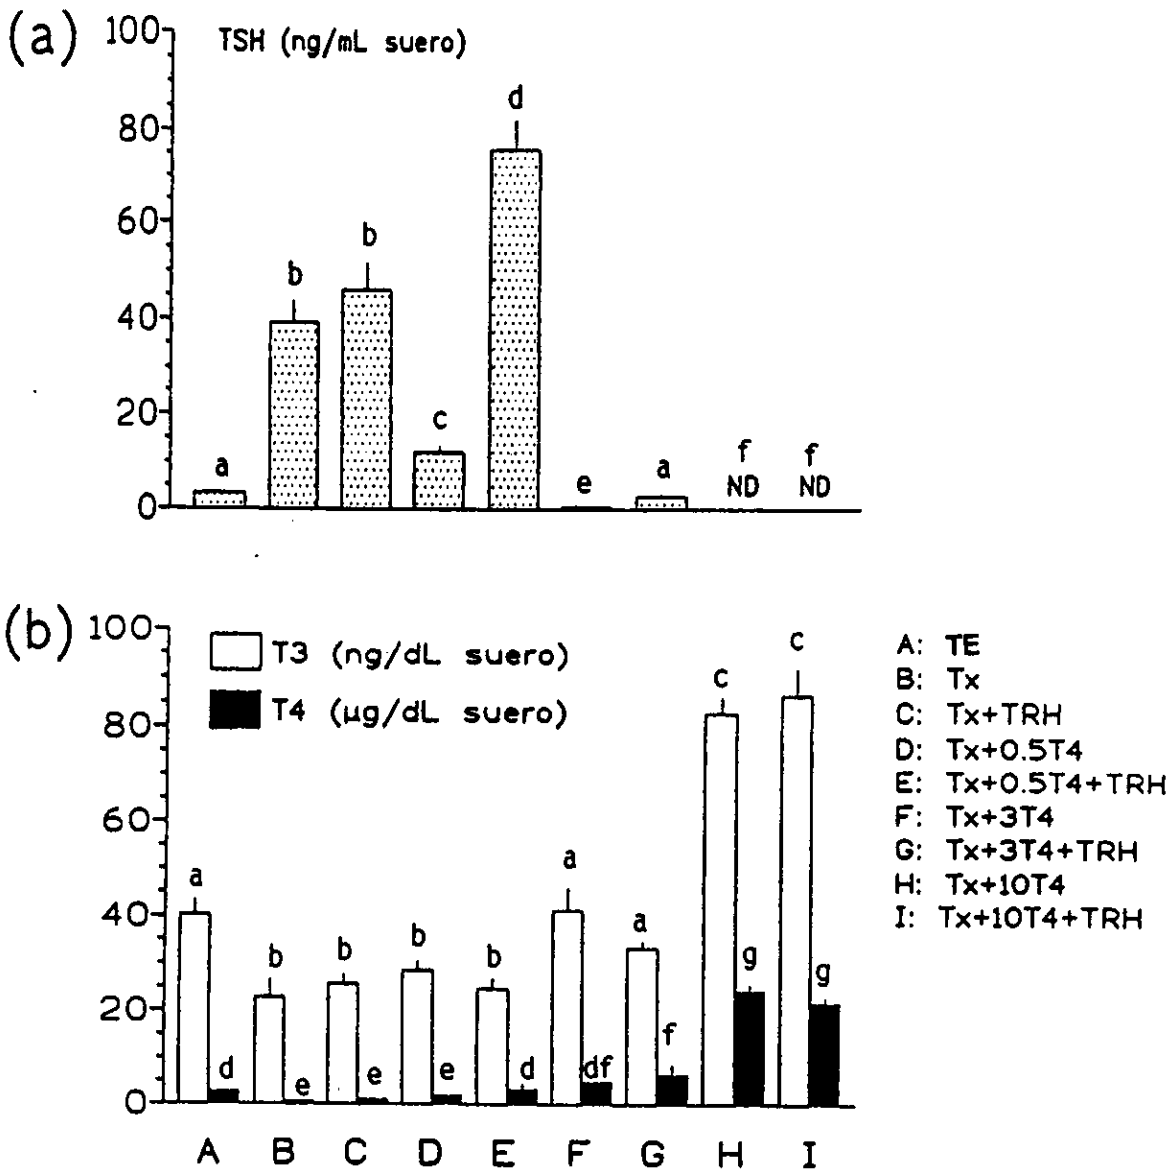 (a)
100
TSH (ng/mL suero)
80
60
40
20
0
a
b
b
c
d
e
a
f
ND
f
ND
(b)
100
T3 (ng/dL suero)
T4 (µg/dL suero)
80
60
40
20
0
a
d
b
e
b
e
b
e
b
d
a
df
a
f
c
g
c
g
A B C D E F G H I
A: TE
B: Tx
C: Tx+TRH
D: Tx+0.5T4
E: Tx+0.5T4+TRH
F: Tx+3T4
G: Tx+3T4+TRH
H: Tx+10T4
I: Tx+10T4+TRH